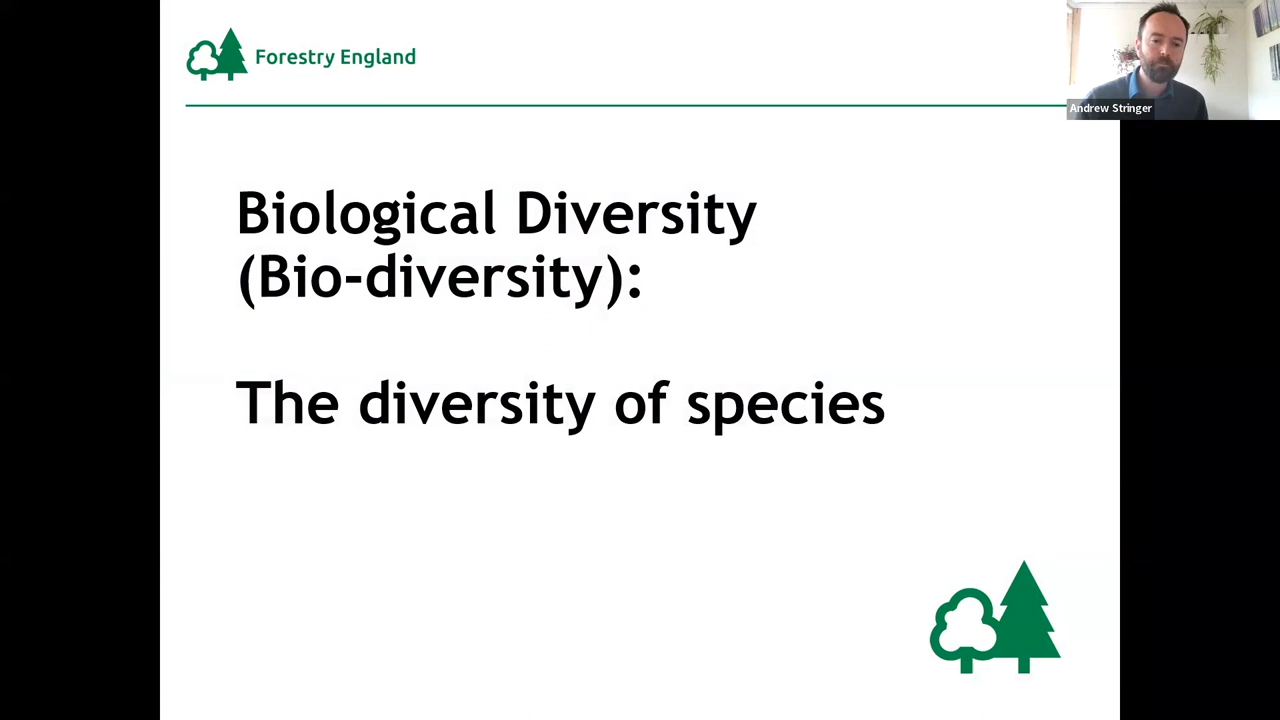 Forestry England
Andrew Stringer
Biological Diversity
(Bio-diversity):
The diversity of species